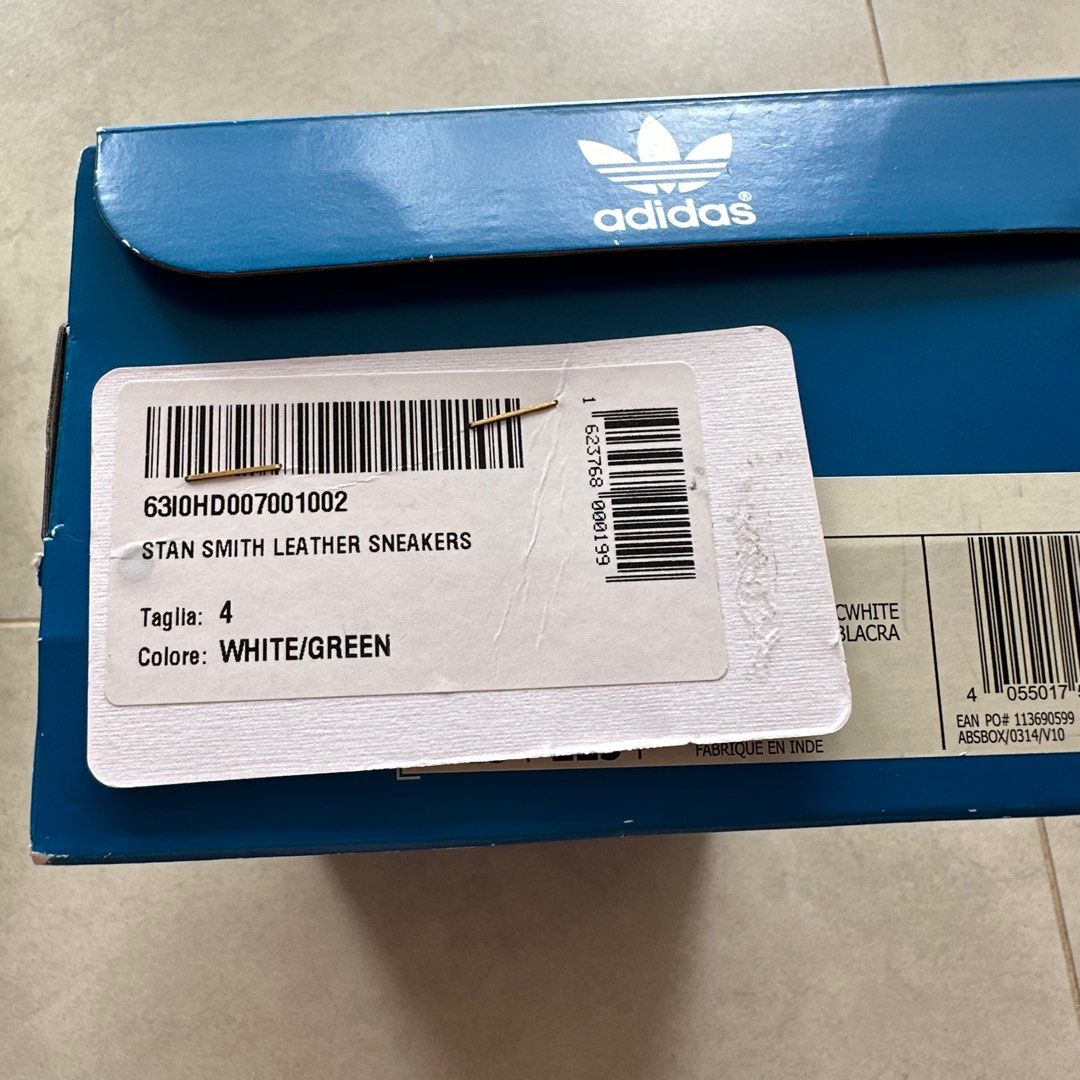 adidas®
63I0HD007001002
STAN SMITH LEATHER SNEAKERS
Taglia: 4
Colore: WHITE/GREEN
1 623768 000199
CWHITE
BLACRA
FABRIQUE EN INDE
4 055017
EAN PO# 113690599
ABSBOX/0314/V10